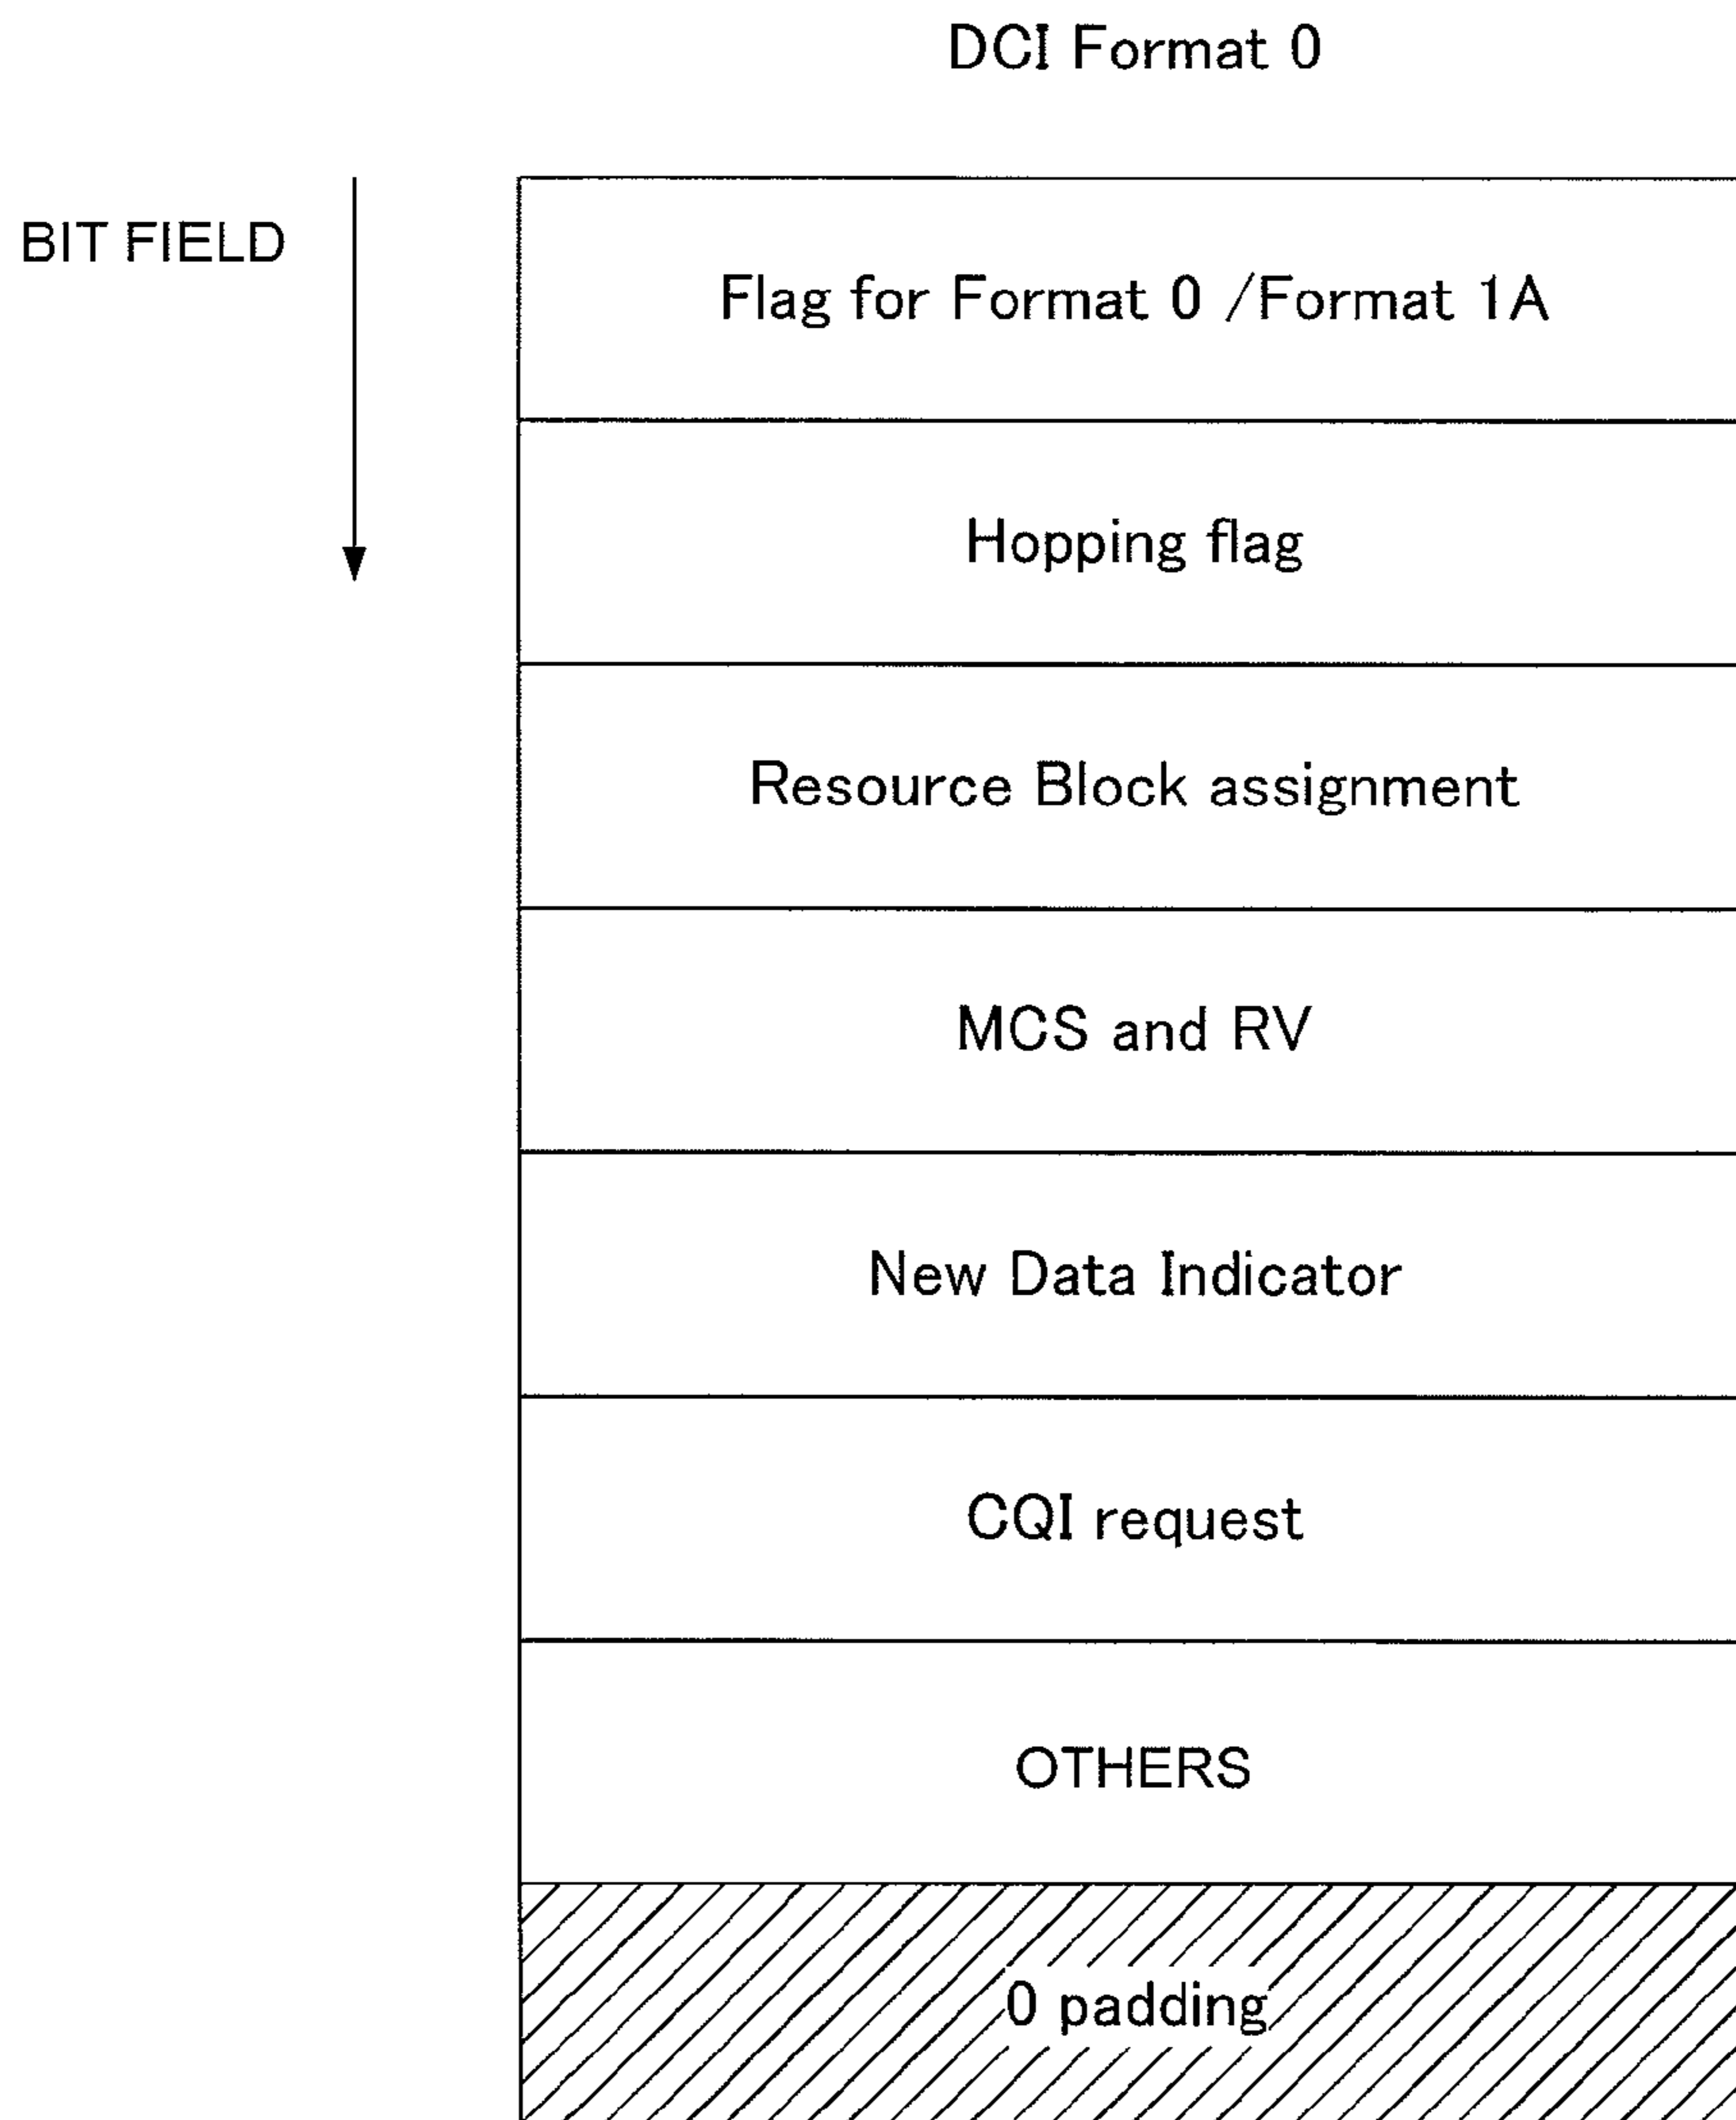 DCI Format 0
BIT FIELD
Flag for Format 0 /Format 1A
Hopping flag
Resource Block assignment
MCS and RV
New Data Indicator
CQI request
OTHERS
0 padding